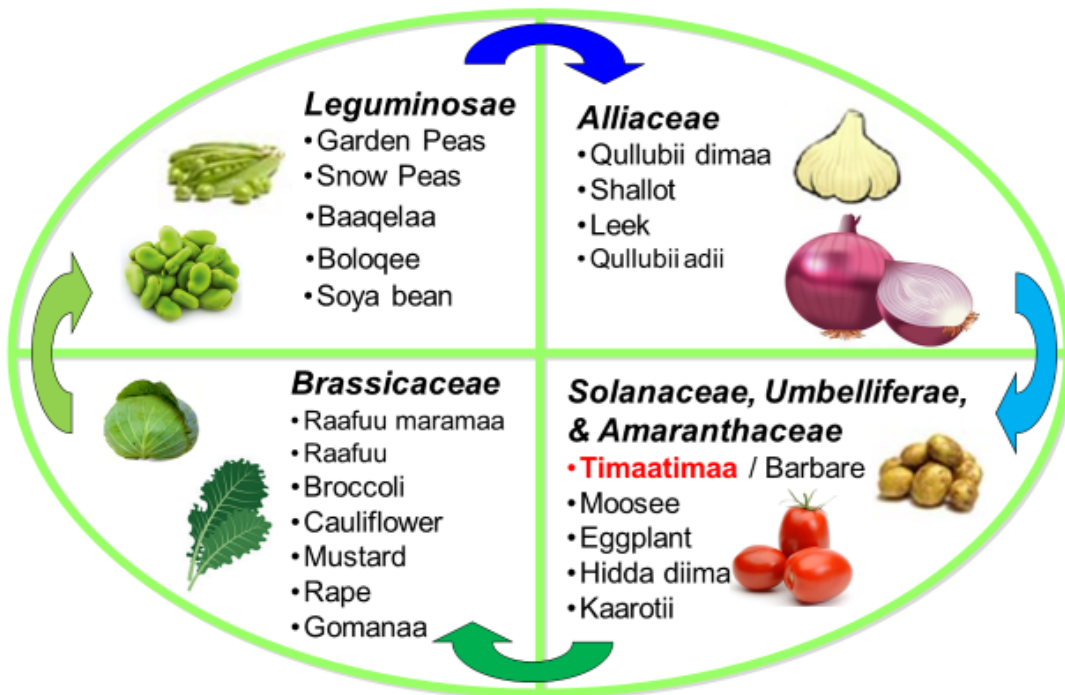 Leguminosae
•Garden Peas
•Snow Peas
•Baaqelaa
•Boloqee
•Soya bean
Alliaceae
•Qullubii dimaa
•Shallot
•Leek
•Qullubii adii
Brassicaceae
•Raafuu maramaa
•Raafuu
•Broccoli
•Cauliflower
•Mustard
•Rape
•Gomanaa
Solanaceae, Umbelliferae,
& Amaranthaceae
•Timaatimaa / Barbare
•Moosee
•Eggplant
•Hidda diima
•Kaarotii